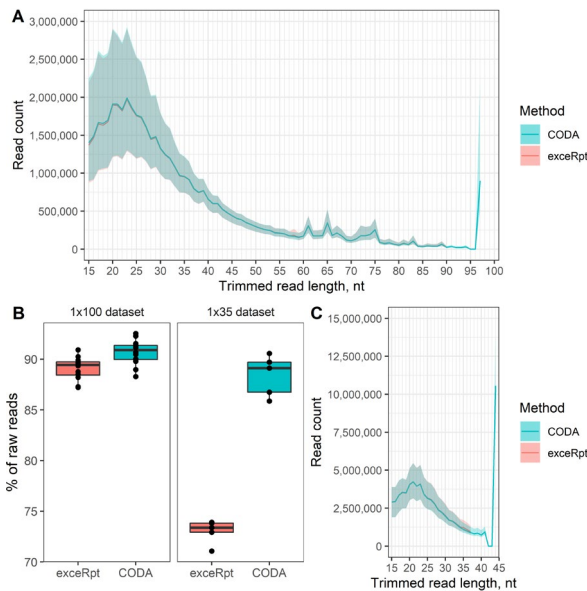 A
3,000,000
2,500,000
2,000,000
1,500,000
1,000,000
500,000
0
Read count
15 20 25 30 35 40 45 50 55 60 65 70 75 80 85 90 95 100
Trimmed read length, nt
Method
CODA
exceRpt
B
1x100 dataset 1x35 dataset
90
85
80
75
70
% of raw reads
exceRpt CODA exceRpt CODA
C
15,000,000
12,500,000
10,000,000
7,500,000
5,000,000
2,500,000
0
Read count
15 20 25 30 35 40 45
Trimmed read length, nt
Method
CODA
exceRpt